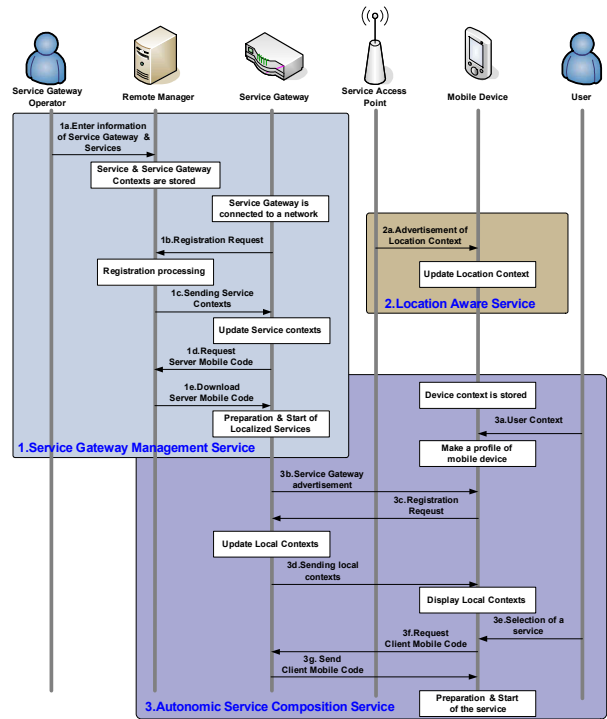 Service Gateway
Operator
Remote Manager
Service Gateway
Service Access
Point
Mobile Device
User
1a.Enter information
of Service Gateway &
Services
Service & Service Gateway
Contexts are stored
Service Gateway is
connected to a network
2a.Advertisement of
Location Context
1b.Registration Request
Registration processing
Update Location Context
1c.Sending Service
Contexts
2.Location Aware Service
Update Service contexts
1d.Request
Server Mobile Code
1e.Download
Server Mobile Code
Device context is stored
Preparation & Start of
Localized Services
3a.User Context
1.Service Gateway Management Service
Make a profile of
mobile device
3b.Service Gateway
advertisement
3c.Registration
Reqeust
Update Local Contexts
3d.Sending local
contexts
Display Local Contexts
3e.Selection of a
service
3f.Request
Client Mobile Code
3g. Send
Client Mobile Code
Preparation & Start
of the service
3.Autonomic Service Composition Service